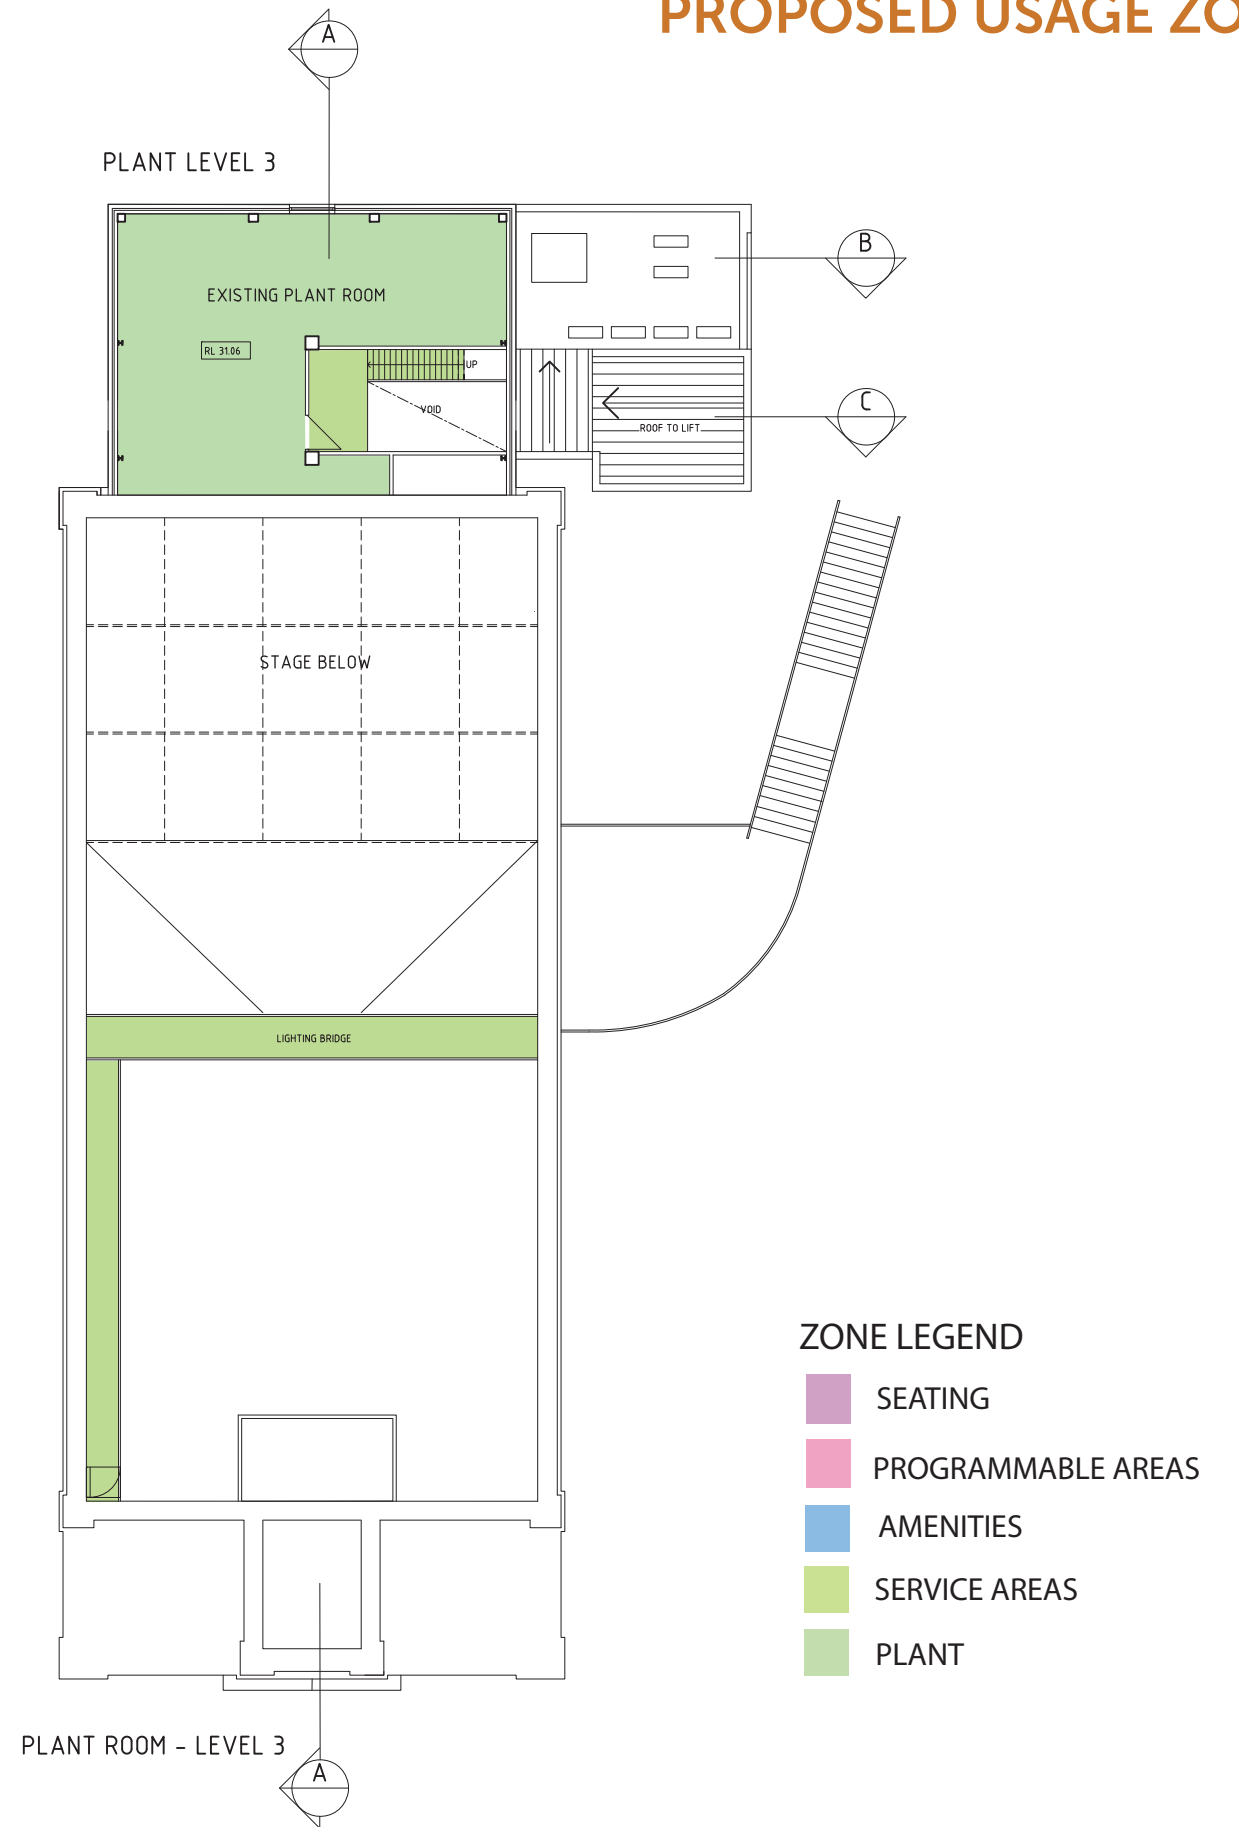 PROPOSED USAGE ZO
A
PLANT LEVEL 3
B
EXISTING PLANT ROOM
RL 31.06
UP
VOID
C
ROOF TO LIFT
STAGE BELOW
LIGHTING BRIDGE
ZONE LEGEND
SEATING
PROGRAMMABLE AREAS
AMENITIES
SERVICE AREAS
PLANT
PLANT ROOM - LEVEL 3
A